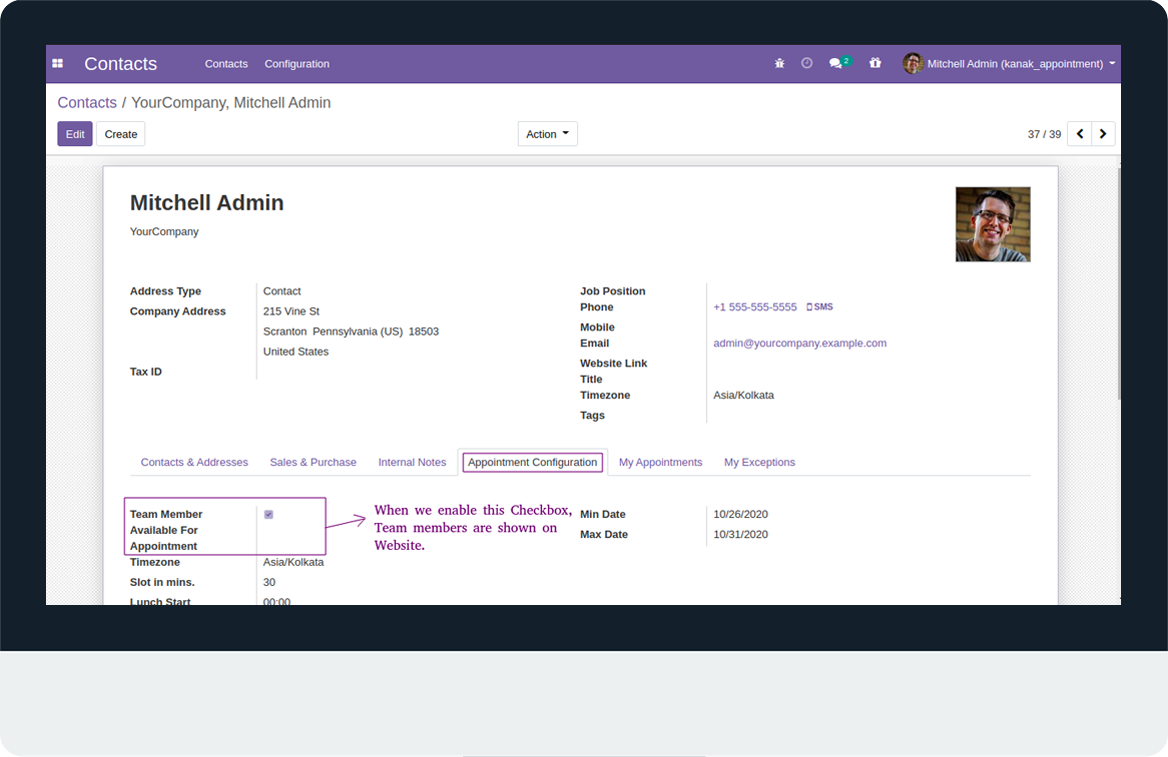 Contacts Contacts Configuration 2 Mitchell Admin (kanak_appointment)
Contacts / YourCompany, Mitchell Admin
Edit Create Action 37 / 39
Mitchell Admin
YourCompany
Address Type Contact
Company Address 215 Vine St
Scranton Pennsylvania (US) 18503
United States
Tax ID
Job Position
Phone +1 555-555-5555 SMS
Mobile
Email admin@yourcompany.example.com
Website Link
Title
Timezone Asia/Kolkata
Tags
Contacts & Addresses Sales & Purchase Internal Notes Appointment Configuration My Appointments My Exceptions
Team Member
Available For
Appointment
When we enable this Checkbox,
Team members are shown on
Website.
Timezone Asia/Kolkata
Slot in mins. 30
Lunch Start 00:00
Min Date 10/26/2020
Max Date 10/31/2020